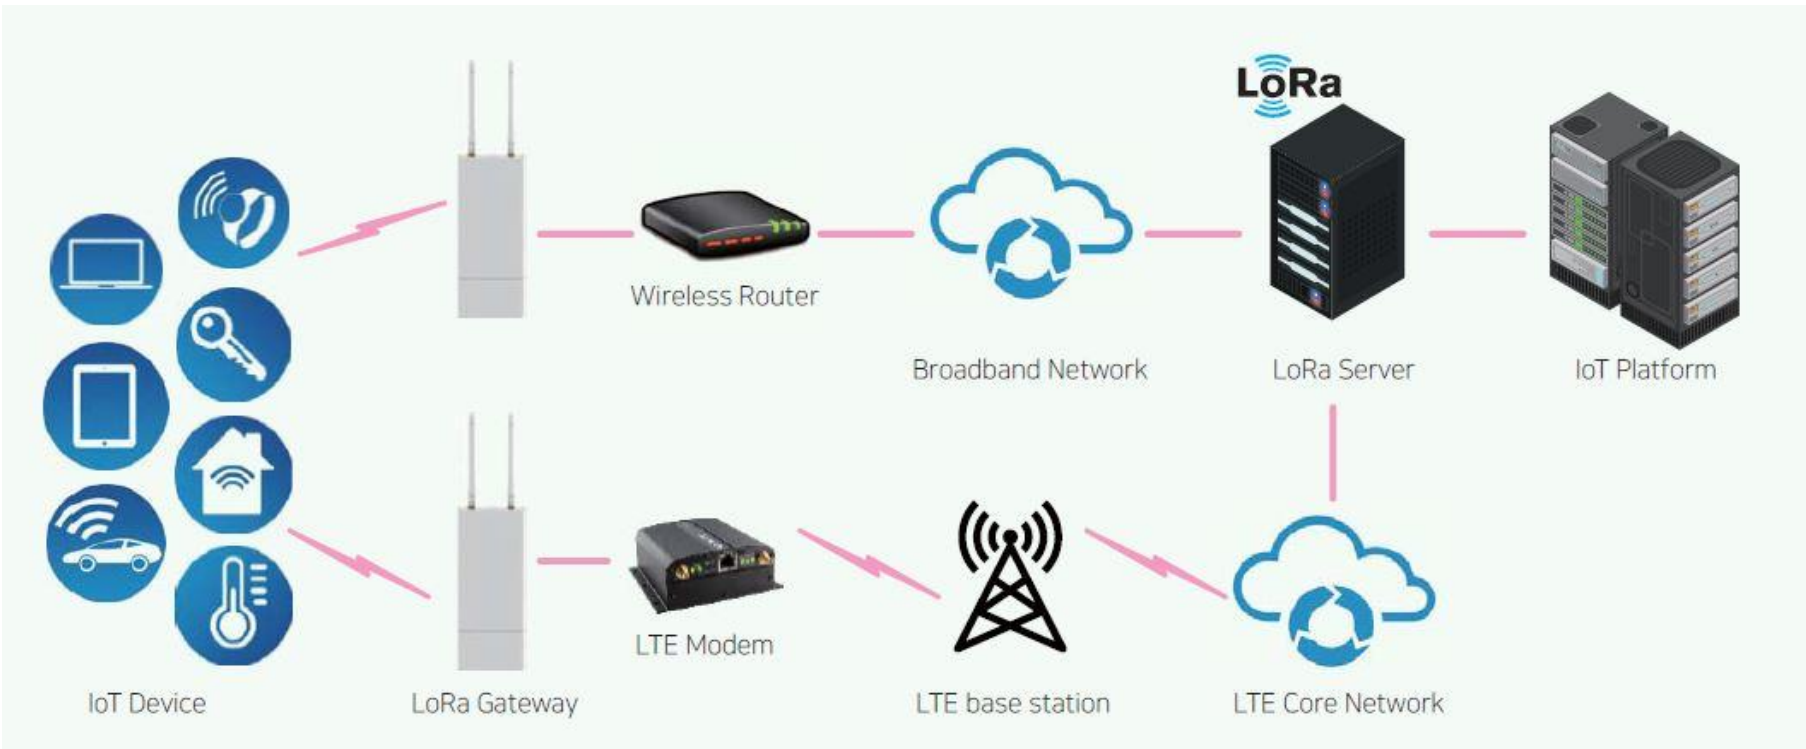 LoRa
Wireless Router
Broadband Network
LoRa Server
IoT Platform
LTE Modem
IoT Device
LoRa Gateway
LTE base station
LTE Core Network